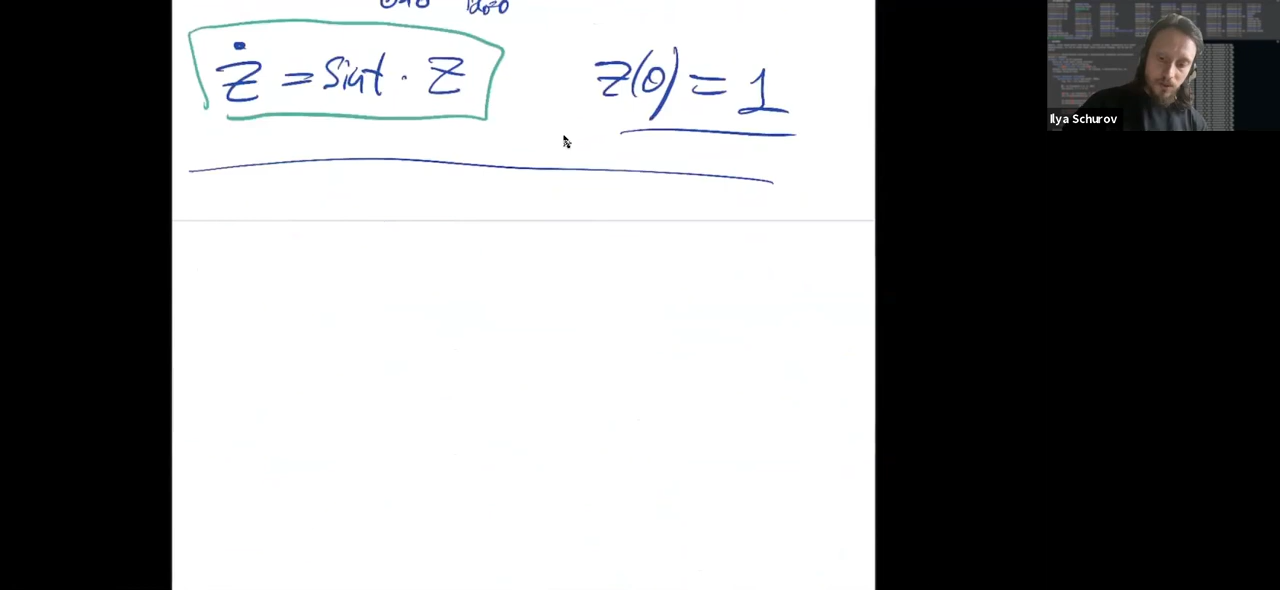 ż = sin t · z z(0) = 1
Ilya Schurov